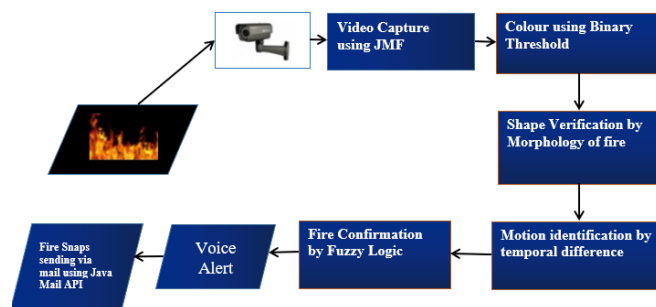 Video Capture
using JMF
Colour using Binary
Threshold
Shape Verification by
Morphology of fire
Motion identification by
temporal difference
Fire Confirmation
by Fuzzy Logic
Voice
Alert
Fire Snaps
sending via
mail using Java
Mail API